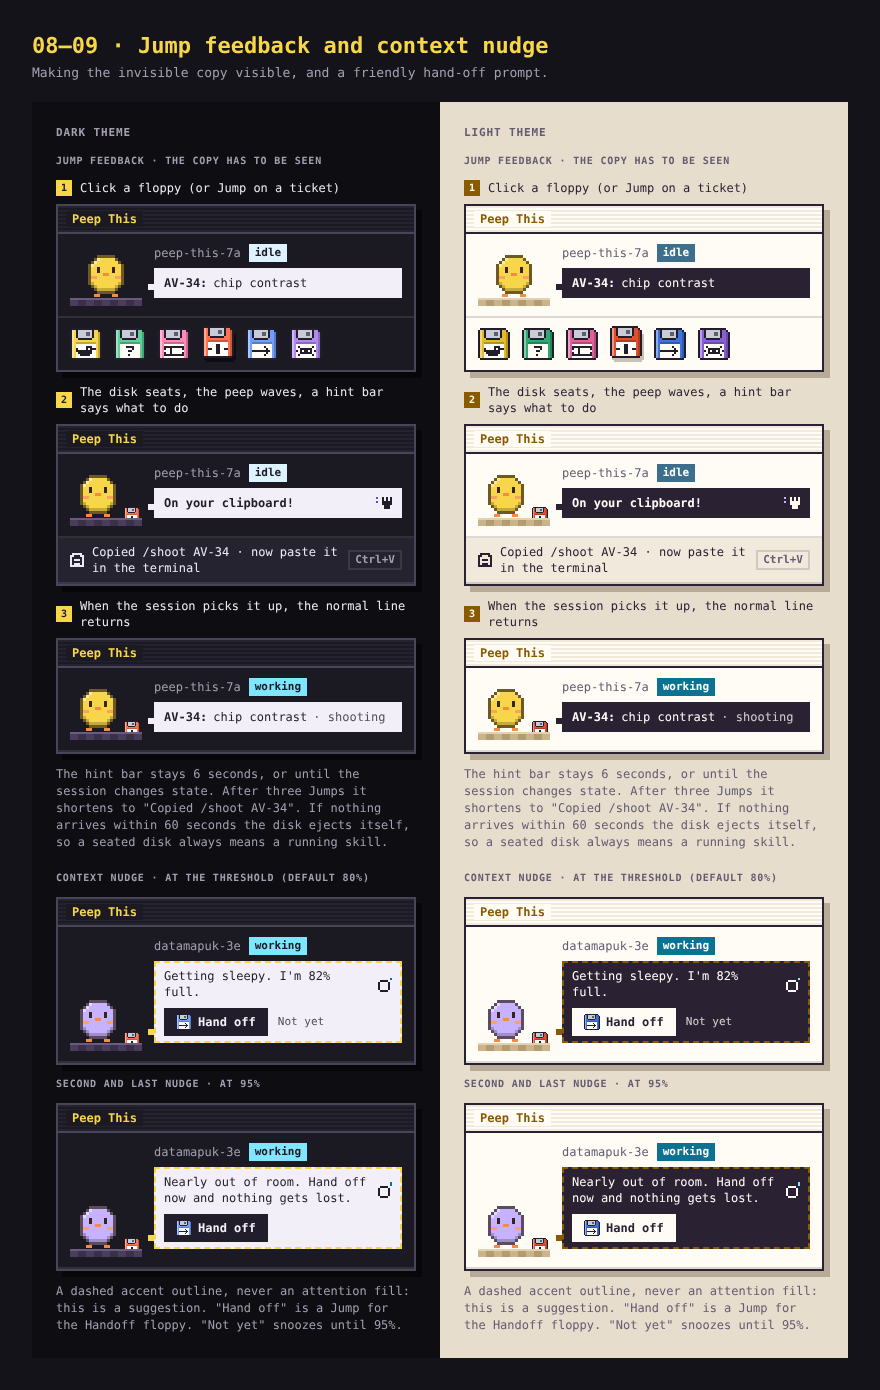 08–09 · Jump feedback and context nudge
Making the invisible copy visible, and a friendly hand-off prompt.
DARK THEME
JUMP FEEDBACK · THE COPY HAS TO BE SEEN
1 Click a floppy (or Jump on a ticket)
Peep This
peep-this-7a idle
AV-34: chip contrast
2 The disk seats, the peep waves, a hint bar
says what to do
Peep This
peep-this-7a idle
On your clipboard!
Copied /shoot AV-34 · now paste it
in the terminal
Ctrl+V
3 When the session picks it up, the normal line
returns
Peep This
peep-this-7a working
AV-34: chip contrast · shooting
The hint bar stays 6 seconds, or until the
session changes state. After three Jumps it
shortens to "Copied /shoot AV-34". If nothing
arrives within 60 seconds the disk ejects itself,
so a seated disk always means a running skill.
CONTEXT NUDGE · AT THE THRESHOLD (DEFAULT 80%)
Peep This
datamapuk-3e working
Getting sleepy. I'm 82%
full.
Hand off Not yet
SECOND AND LAST NUDGE · AT 95%
Peep This
datamapuk-3e working
Nearly out of room. Hand off
now and nothing gets lost.
Hand off
A dashed accent outline, never an attention fill:
this is a suggestion. "Hand off" is a Jump for
the Handoff floppy. "Not yet" snoozes until 95%.
LIGHT THEME
JUMP FEEDBACK · THE COPY HAS TO BE SEEN
1 Click a floppy (or Jump on a ticket)
Peep This
peep-this-7a idle
AV-34: chip contrast
2 The disk seats, the peep waves, a hint bar
says what to do
Peep This
peep-this-7a idle
On your clipboard!
Copied /shoot AV-34 · now paste it
in the terminal
Ctrl+V
3 When the session picks it up, the normal line
returns
Peep This
peep-this-7a working
AV-34: chip contrast · shooting
The hint bar stays 6 seconds, or until the
session changes state. After three Jumps it
shortens to "Copied /shoot AV-34". If nothing
arrives within 60 seconds the disk ejects itself,
so a seated disk always means a running skill.
CONTEXT NUDGE · AT THE THRESHOLD (DEFAULT 80%)
Peep This
datamapuk-3e working
Getting sleepy. I'm 82%
full.
Hand off Not yet
SECOND AND LAST NUDGE · AT 95%
Peep This
datamapuk-3e working
Nearly out of room. Hand off
now and nothing gets lost.
Hand off
A dashed accent outline, never an attention fill:
this is a suggestion. "Hand off" is a Jump for
the Handoff floppy. "Not yet" snoozes until 95%.